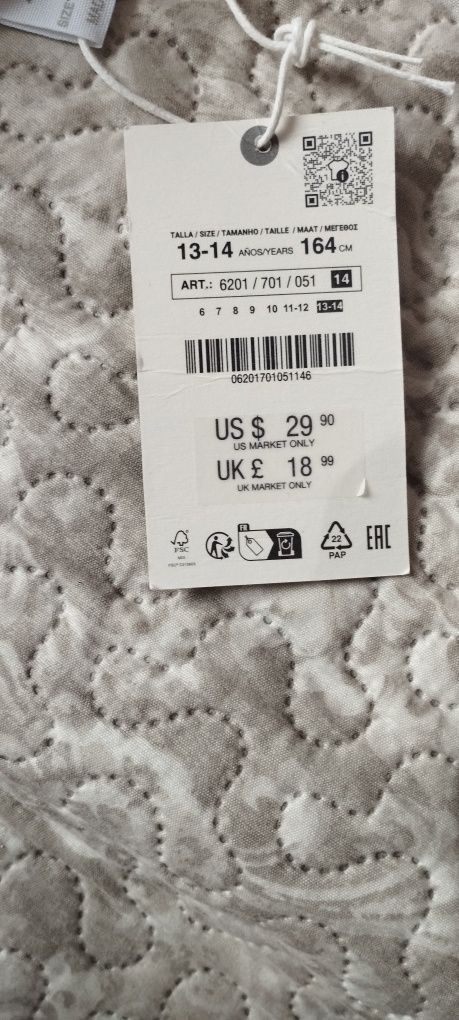 SIZE
TALLA / SIZE / TAMANHO / TAILLE / MAAT / ΜΕΓΕΘΟΣ
13-14 AÑOS/YEARS 164 CM
ART.: 6201 / 701 / 051 14
6 7 8 9 10 11-12 13-14
06201701051146
US $ 29 90
US MARKET ONLY
UK £ 18 99
UK MARKET ONLY
FSC
FR
22
PAP
EAC